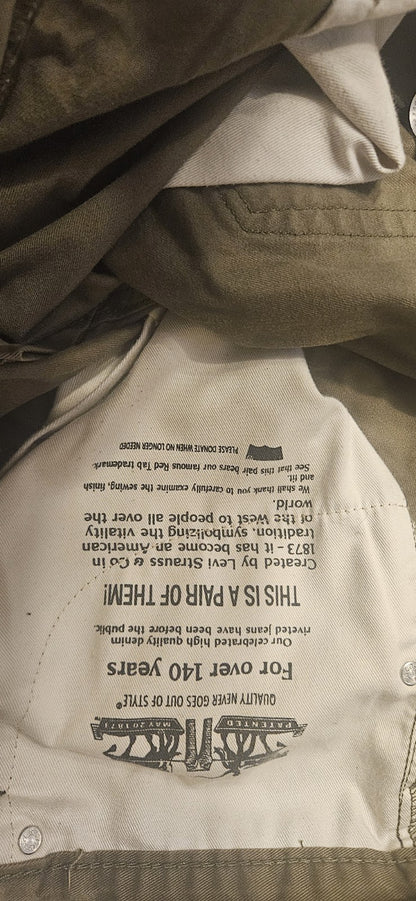 PATENTED
MAY 20 1873
QUALITY NEVER GOES OUT OF STYLE®
For over 140 years
Our celebrated high quality denim
riveted jeans have been before the public.
THIS IS A PAIR OF THEM!
Created by Levi Strauss & Co in
1873 - it has become an American
tradition, symbolizing the vitality
of the West to people all over the
world.
We shall thank you to carefully examine the sewing, finish
and fit.
See that this pair bears our famous Red Tab trademark.
PLEASE DONATE WHEN NO LONGER NEEDED